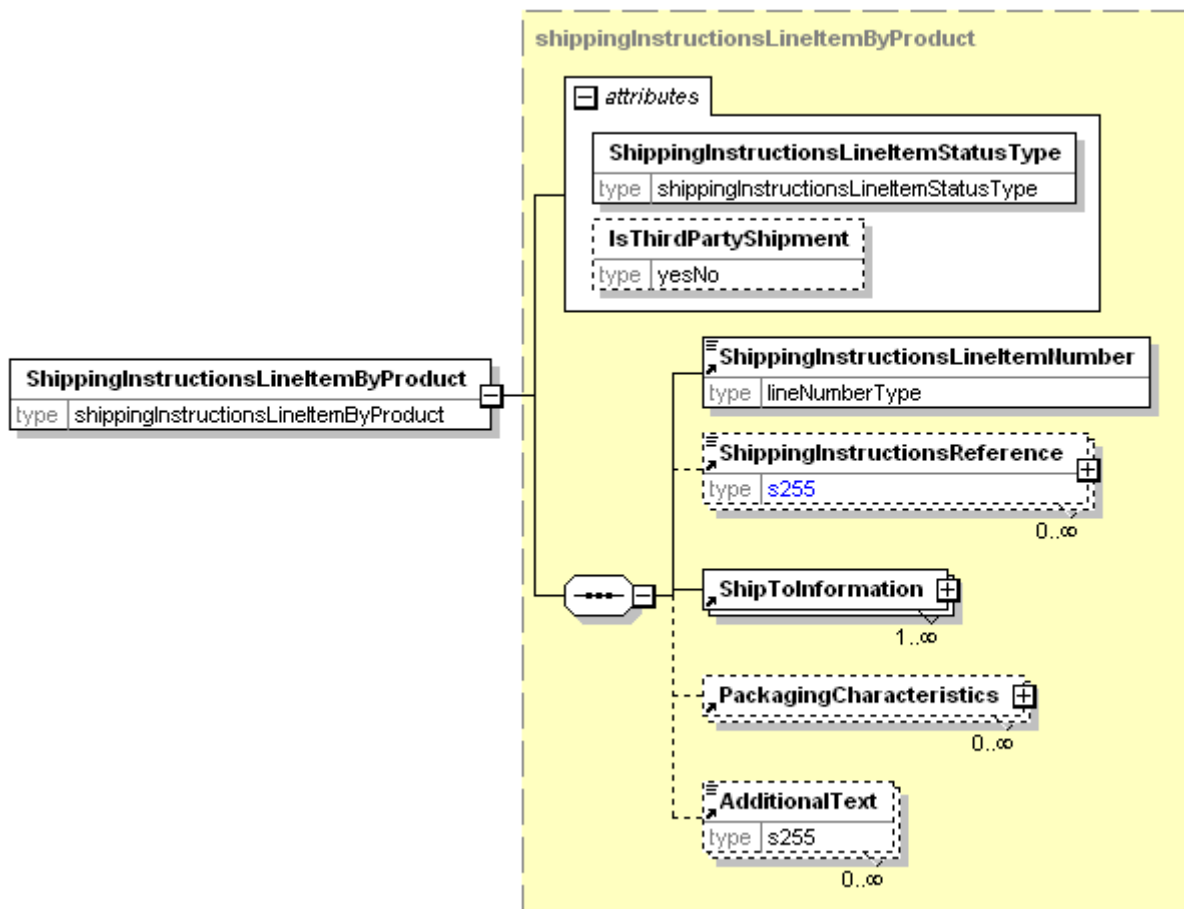 shippingInstructionsLineItemByProduct
attributes
ShippingInstructionsLineItemStatusType
type shippingInstructionsLineItemStatusType
IsThirdPartyShipment
type yesNo
ShippingInstructionsLineItemByProduct
type shippingInstructionsLineItemByProduct
ShippingInstructionsLineItemNumber
type lineNumberType
ShippingInstructionsReference
type s255
0..∞
ShipToInformation
1..∞
PackagingCharacteristics
0..∞
AdditionalText
type s255
0..∞